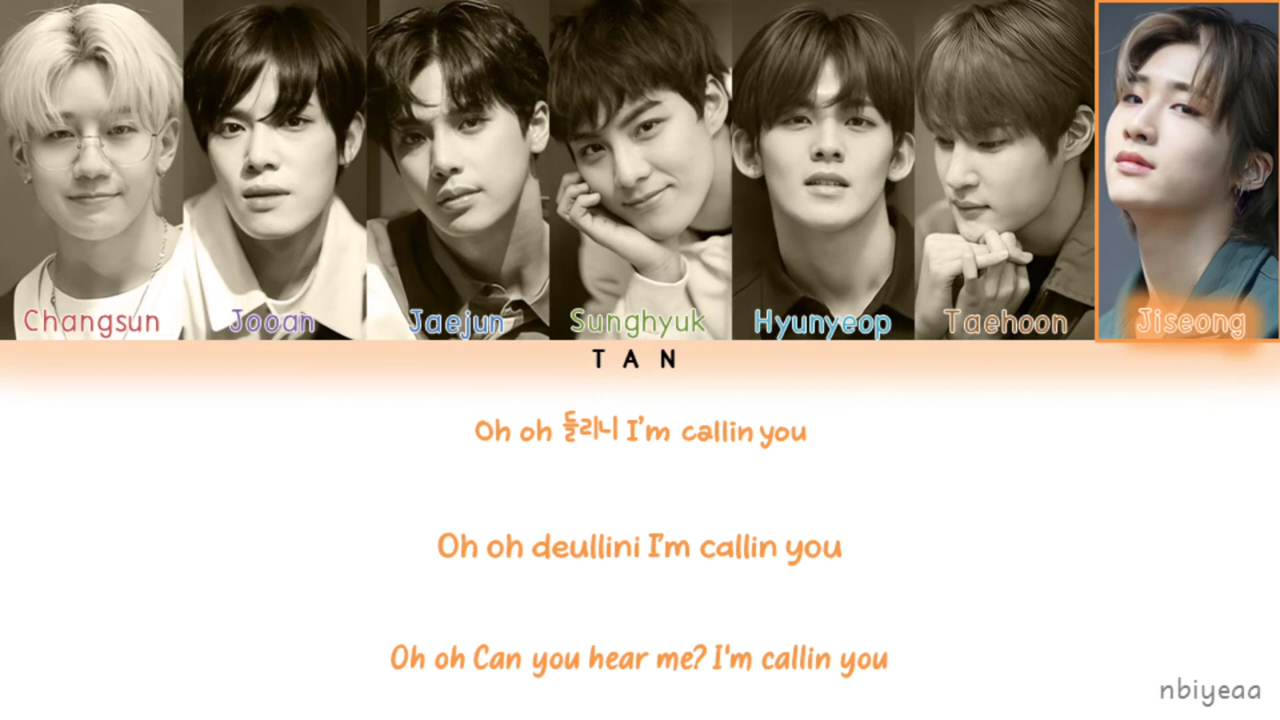 Changsun Jooan Jaejun Sunghyuk Hyunyeop Taehoon Jiseong
TAN
Oh oh 들리니 I'm callin you
Oh oh deullini I'm callin you
Oh oh Can you hear me? I'm callin you
nbiyeaa